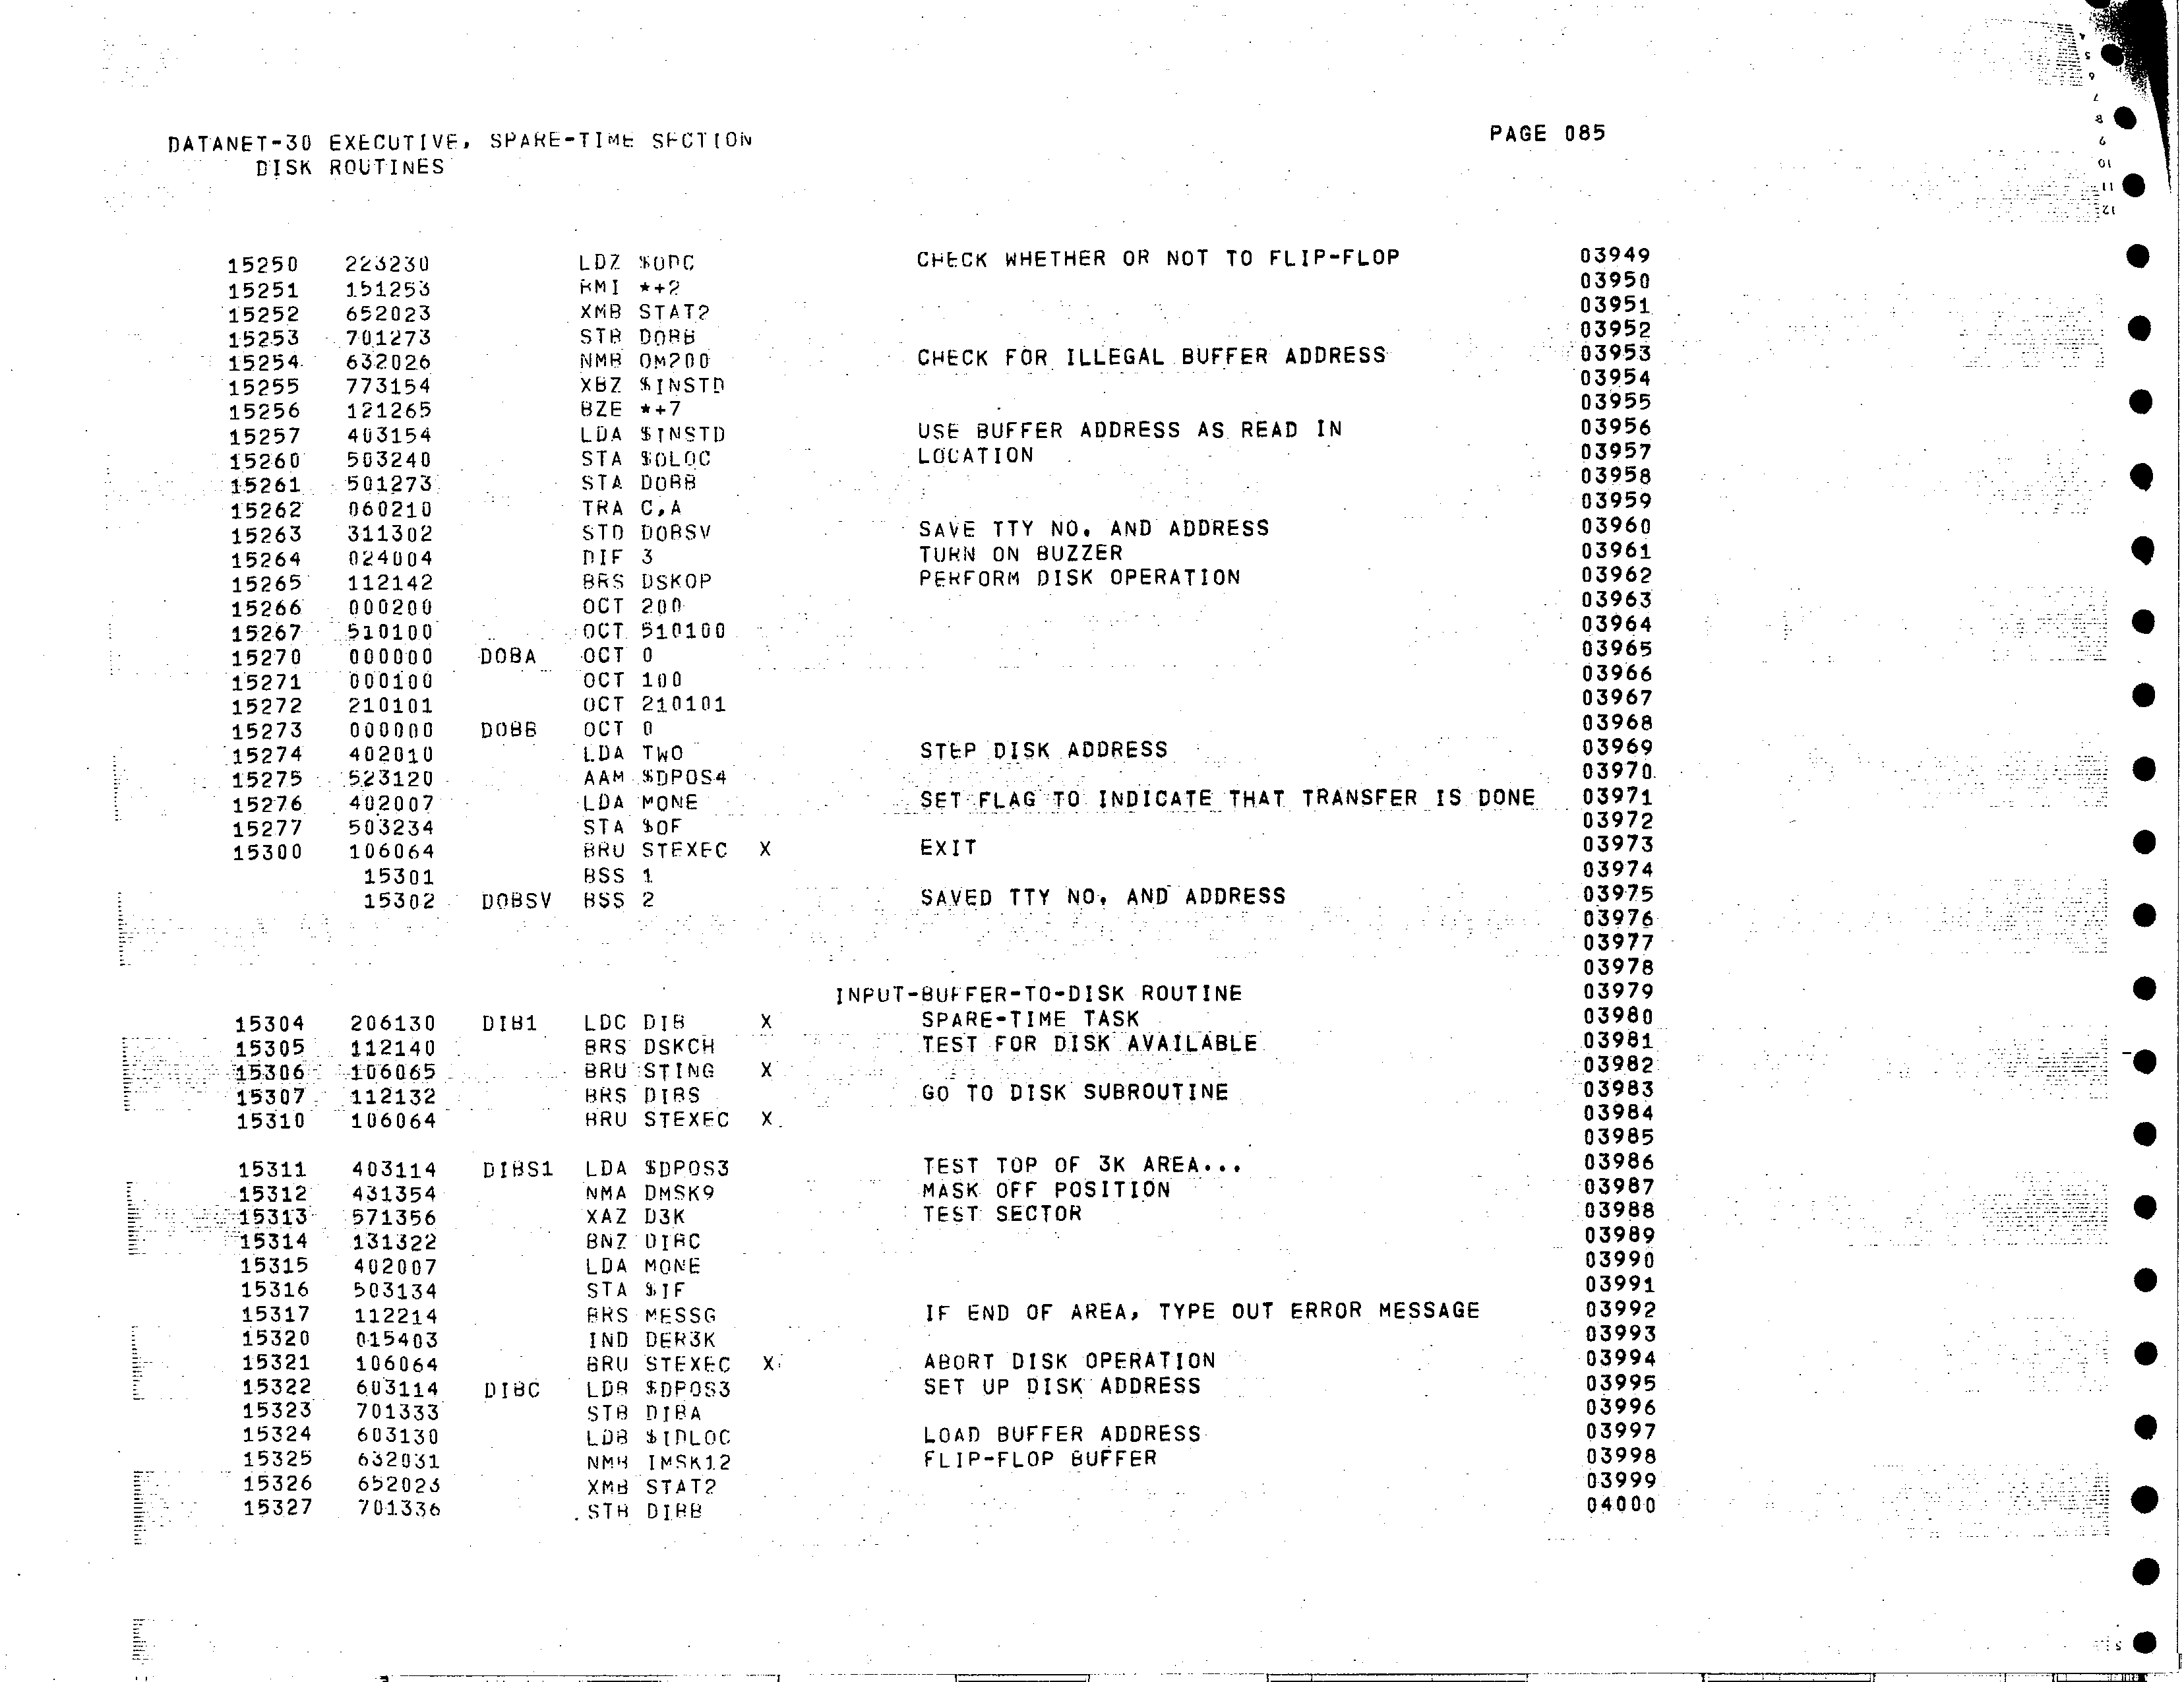 DATANET-30 EXECUTIVE, SPARE-TIME SECTION PAGE 085
DISK ROUTINES
15250 223230 LDZ $OPC CHECK WHETHER OR NOT TO FLIP-FLOP 03949
15251 151253 BMI *+2 03950
15252 652023 XMB STAT2 03951
15253 701273 STB DOBB 03952
15254 632026 NMB OM200 CHECK FOR ILLEGAL BUFFER ADDRESS 03953
15255 773154 XBZ $INSTD 03954
15256 121265 BZE *+7 03955
15257 403154 LDA $INSTD USE BUFFER ADDRESS AS READ IN 03956
15260 503240 STA $OLOC LOCATION 03957
15261 501273 STA DOBB 03958
15262 060210 TRA C,A 03959
15263 311302 STD DOBSV SAVE TTY NO. AND ADDRESS 03960
15264 024004 DIF 3 TURN ON BUZZER 03961
15265 112142 BRS DSKOP PERFORM DISK OPERATION 03962
15266 000200 OCT 200 03963
15267 510100 OCT 510100 03964
15270 000000 DOBA OCT 0 03965
15271 000100 OCT 100 03966
15272 210101 OCT 210101 03967
15273 000000 DOBB OCT 0 03968
15274 402010 LDA TWO STEP DISK ADDRESS 03969
15275 523120 AAM $DPOS4 03970
15276 402007 LDA MONE SET FLAG TO INDICATE THAT TRANSFER IS DONE 03971
15277 503234 STA $OF 03972
15300 106064 BRU STEXEC X EXIT 03973
15301 BSS 1 03974
15302 DOBSV BSS 2 SAVED TTY NO. AND ADDRESS 03975
03976
03977
03978
INPUT-BUFFER-TO-DISK ROUTINE 03979
15304 206130 DIB1 LDC DIB X SPARE-TIME TASK 03980
15305 112140 BRS DSKCH TEST FOR DISK AVAILABLE 03981
15306 106065 BRU STING X 03982
15307 112132 BRS DIBS GO TO DISK SUBROUTINE 03983
15310 106064 BRU STEXEC X 03984
03985
15311 403114 DIBS1 LDA $DPOS3 TEST TOP OF 3K AREA... 03986
15312 431354 NMA DMSK9 MASK OFF POSITION 03987
15313 571356 XAZ D3K TEST SECTOR 03988
15314 131322 BNZ DIBC 03989
15315 402007 LDA MONE 03990
15316 503134 STA $IF 03991
15317 112214 BRS MESSG IF END OF AREA, TYPE OUT ERROR MESSAGE 03992
15320 015403 IND DER3K 03993
15321 106064 BRU STEXEC X ABORT DISK OPERATION 03994
15322 603114 DIBC LDB $DPOS3 SET UP DISK ADDRESS 03995
15323 701333 STB DIBA 03996
15324 603130 LDB $IDLOC LOAD BUFFER ADDRESS 03997
15325 632031 NMB IMSK12 FLIP-FLOP BUFFER 03998
15326 652023 XMB STAT2 03999
15327 701336 STB DIBB 04000